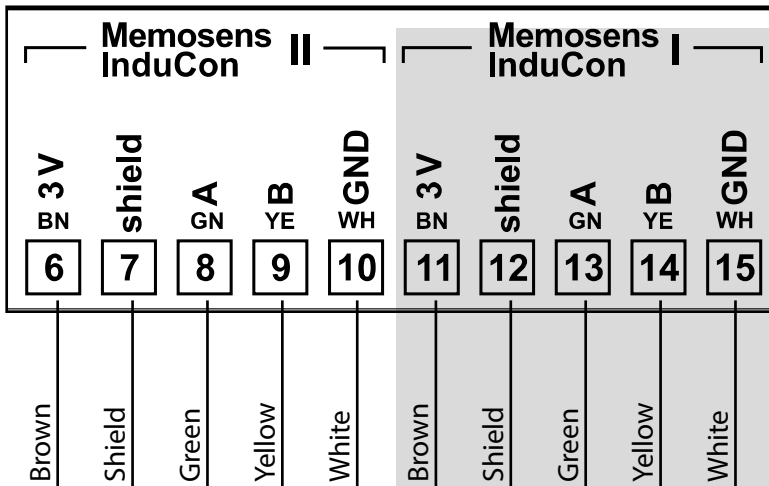 Memosens II
InduCon
Memosens I
InduCon
3 V shield A B GND 3 V shield A B GND
BN GN YE WH BN GN YE WH
6 7 8 9 10 11 12 13 14 15
Brown Shield Green Yellow White Brown Shield Green Yellow White